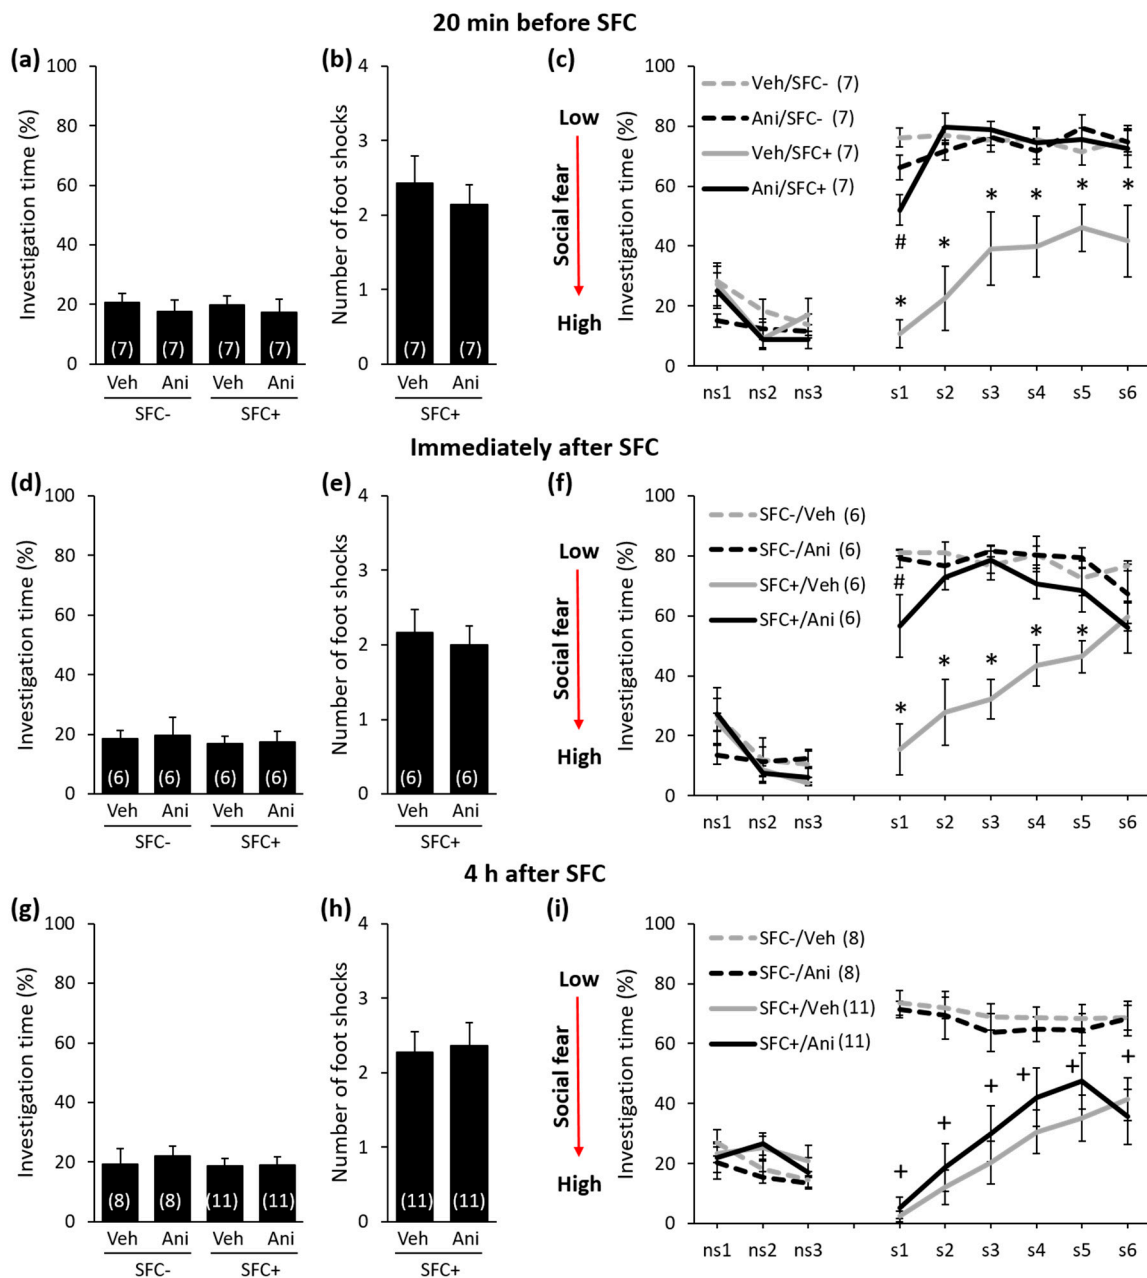 20 min before SFC
(a)
Investigation time (%)
100
80
60
40
20
0
(7) (7) (7) (7)
Veh Ani Veh Ani
SFC- SFC+
(b)
Number of foot shocks
4
3
2
1
0
(7) (7)
Veh Ani
SFC+
Low
Social fear
High
(c)
Investigation time (%)
100
80
60
40
20
0
Veh/SFC- (7)
Ani/SFC- (7)
Veh/SFC+ (7)
Ani/SFC+ (7)
* * * *
# *
*
ns1 ns2 ns3 s1 s2 s3 s4 s5 s6
Immediately after SFC
(d)
Investigation time (%)
100
80
60
40
20
0
(6) (6) (6) (6)
Veh Ani Veh Ani
SFC- SFC+
(e)
Number of foot shocks
4
3
2
1
0
(6) (6)
Veh Ani
SFC+
Low
Social fear
High
(f)
Investigation time (%)
100
80
60
40
20
0
SFC-/Veh (6)
SFC-/Ani (6)
SFC+/Veh (6)
SFC+/Ani (6)
#
* *
* *
*
ns1 ns2 ns3 s1 s2 s3 s4 s5 s6
4 h after SFC
(g)
Investigation time (%)
100
80
60
40
20
0
(8) (8) (11) (11)
Veh Ani Veh Ani
SFC- SFC+
(h)
Number of foot shocks
4
3
2
1
0
(11) (11)
Veh Ani
SFC+
Low
Social fear
High
(i)
Investigation time (%)
100
80
60
40
20
0
SFC-/Veh (8)
SFC-/Ani (8)
SFC+/Veh (11)
SFC+/Ani (11)
+ + + + + +
ns1 ns2 ns3 s1 s2 s3 s4 s5 s6